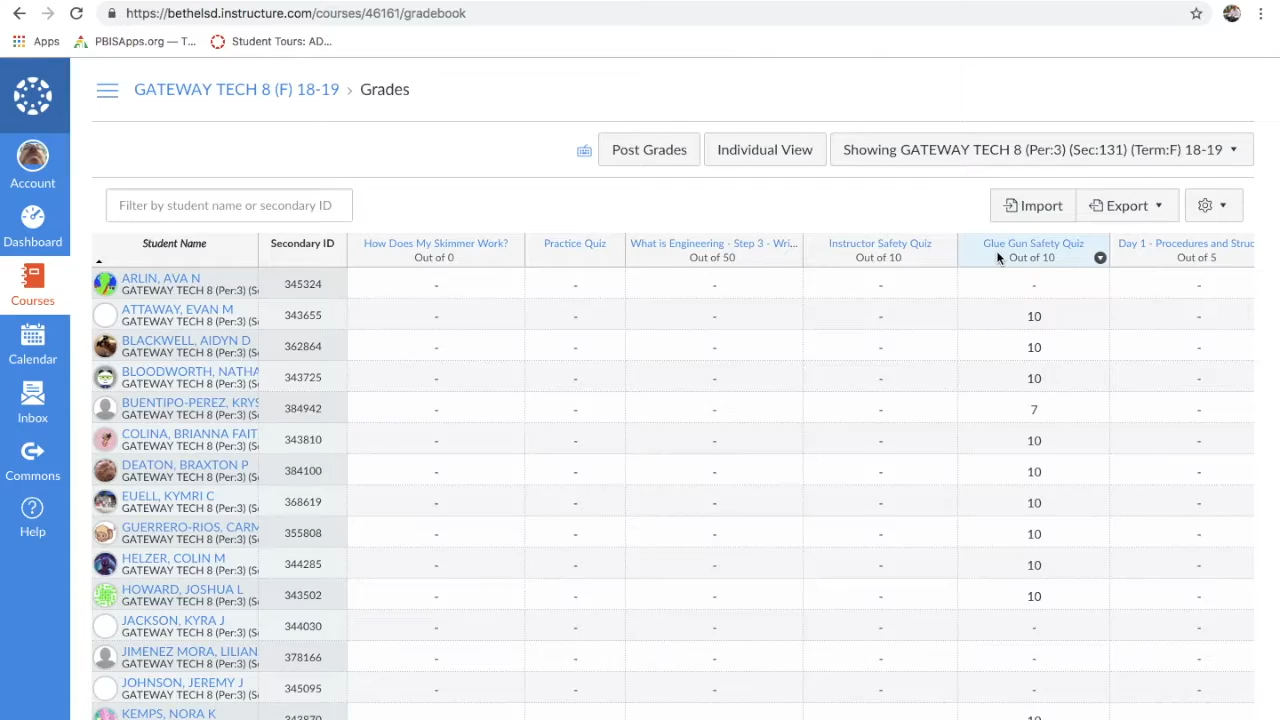 https://bethelsd.instructure.com/courses/46161/gradebook
Apps PBISApps.org — T... Student Tours: AD...
GATEWAY TECH 8 (F) 18-19 › Grades
Account
Dashboard
Courses
Calendar
Inbox
Commons
Help
Post Grades Individual View Showing GATEWAY TECH 8 (Per:3) (Sec:131) (Term:F) 18-19
Filter by student name or secondary ID Import Export
Student Name Secondary ID How Does My Skimmer Work? Practice Quiz What is Engineering - Step 3 - Wri... Instructor Safety Quiz Glue Gun Safety Quiz Day 1 - Procedures and Struc
Out of 0 Out of 50 Out of 10 Out of 10 Out of 5
ARLIN, AVA N 345324 - - - - - -
GATEWAY TECH 8 (Per:3) (S
ATTAWAY, EVAN M 343655 - - - - 10 -
GATEWAY TECH 8 (Per:3) (S
BLACKWELL, AIDYN D 362864 - - - - 10 -
GATEWAY TECH 8 (Per:3) (S
BLOODWORTH, NATHA 343725 - - - - 10 -
GATEWAY TECH 8 (Per:3) (S
BUENTIPO-PEREZ, KRYS 384942 - - - - 7 -
GATEWAY TECH 8 (Per:3) (S
COLINA, BRIANNA FAIT 343810 - - - - 10 -
GATEWAY TECH 8 (Per:3) (S
DEATON, BRAXTON P 384100 - - - - 10 -
GATEWAY TECH 8 (Per:3) (S
EUELL, KYMRI C 368619 - - - - 10 -
GATEWAY TECH 8 (Per:3) (S
GUERRERO-RIOS, CARM 355808 - - - - 10 -
GATEWAY TECH 8 (Per:3) (S
HELZER, COLIN M 344285 - - - - 10 -
GATEWAY TECH 8 (Per:3) (S
HOWARD, JOSHUA L 343502 - - - - 10 -
GATEWAY TECH 8 (Per:3) (S
JACKSON, KYRA J 344030 - - - - - -
GATEWAY TECH 8 (Per:3) (S
JIMENEZ MORA, LILIAN 378166 - - - - - -
GATEWAY TECH 8 (Per:3) (S
JOHNSON, JEREMY J 345095 - - - - - -
GATEWAY TECH 8 (Per:3) (S
KEMPS, NORA K 343870 10